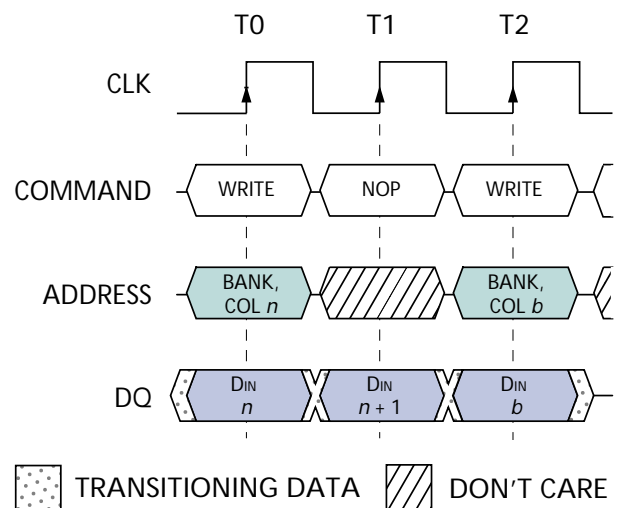 T0 T1 T2
CLK
COMMAND WRITE NOP WRITE
ADDRESS BANK, COL n BANK, COL b
DQ DIN n DIN n + 1 DIN b
TRANSITIONING DATA DON'T CARE